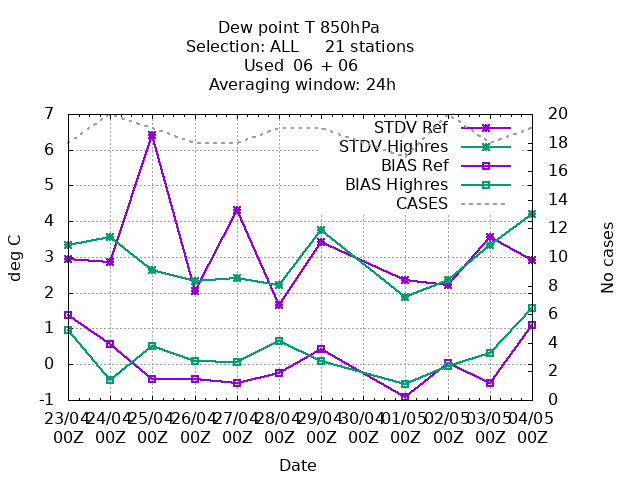 Dew point T 850hPa
Selection: ALL 21 stations
Used 06 + 06
Averaging window: 24h
7 20
6 18
5 16
4 14
3 12
2 10
1 8
0 6
-1 4
2
0
STDV Ref
STDV Highres
BIAS Ref
BIAS Highres
CASES
deg C
No cases
23/04 24/04 25/04 26/04 27/04 28/04 29/04 30/04 01/05 02/05 03/05 04/05
00Z 00Z 00Z 00Z 00Z 00Z 00Z 00Z 00Z 00Z 00Z 00Z
Date